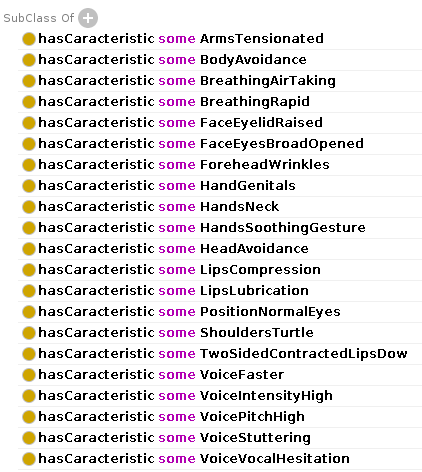 SubClass Of
hasCaracteristic some ArmsTensionated
hasCaracteristic some BodyAvoidance
hasCaracteristic some BreathingAirTaking
hasCaracteristic some BreathingRapid
hasCaracteristic some FaceEyelidRaised
hasCaracteristic some FaceEyesBroadOpened
hasCaracteristic some ForeheadWrinkles
hasCaracteristic some HandGenitals
hasCaracteristic some HandsNeck
hasCaracteristic some HandsSoothingGesture
hasCaracteristic some HeadAvoidance
hasCaracteristic some LipsCompression
hasCaracteristic some LipsLubrication
hasCaracteristic some PositionNormalEyes
hasCaracteristic some ShouldersTurtle
hasCaracteristic some TwoSidedContractedLipsDow
hasCaracteristic some VoiceFaster
hasCaracteristic some VoiceIntensityHigh
hasCaracteristic some VoicePitchHigh
hasCaracteristic some VoiceStuttering
hasCaracteristic some VoiceVocalHesitation